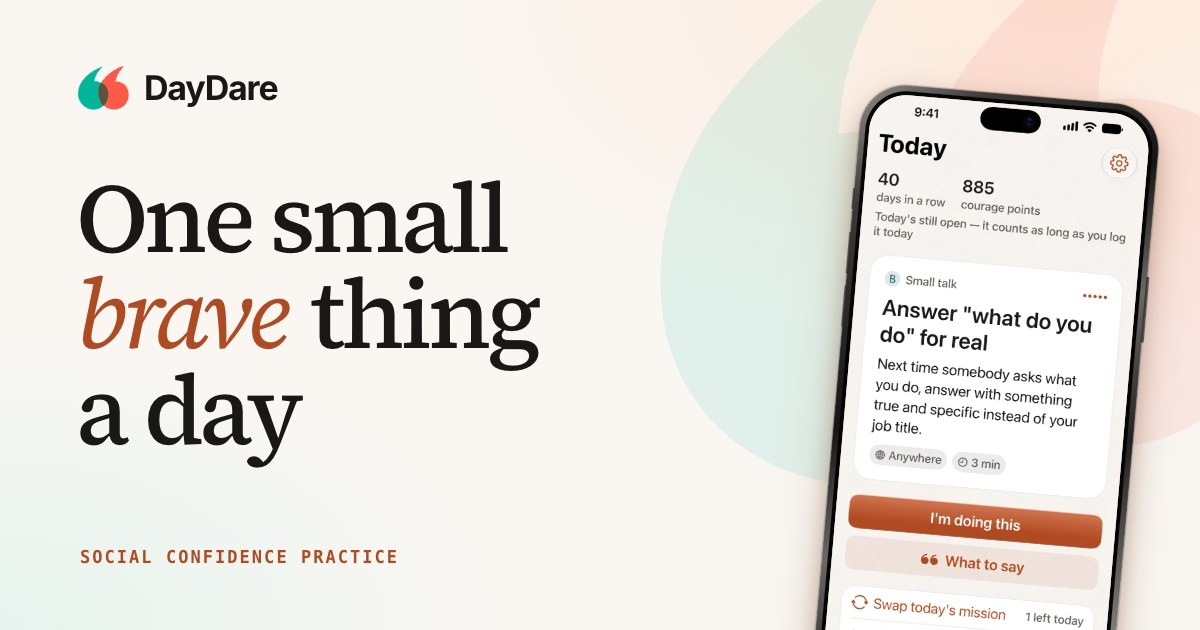 DayDare
One small
brave thing
a day
SOCIAL CONFIDENCE PRACTICE
9:41
Today
40
days in a row
885
courage points
Today's still open — it counts as long as you log
it today
B Small talk
Answer "what do you
do" for real
Next time somebody asks what
you do, answer with something
true and specific instead of your
job title.
Anywhere
3 min
I'm doing this
What to say
Swap today's mission
1 left today